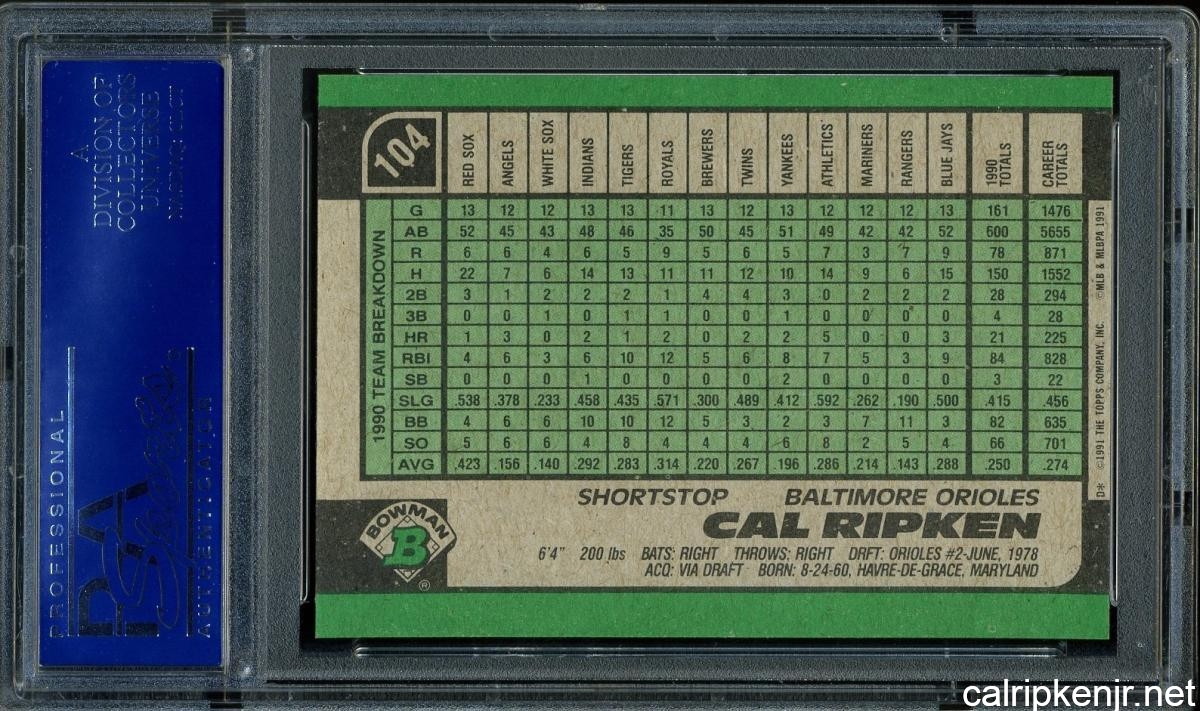 A
DIVISION OF
COLLECTORS
UNIVERSE
NASDAQ: CLCT
PROFESSIONAL
PSA
Sports
AUTHENTICATOR
104
RED SOX ANGELS WHITE SOX INDIANS TIGERS ROYALS BREWERS TWINS YANKEES ATHLETICS MARINERS RANGERS BLUE JAYS 1990 TOTALS CAREER TOTALS
1990 TEAM BREAKDOWN
G 13 12 12 13 13 11 13 12 13 12 12 12 13 161 1476
AB 52 45 43 48 46 35 50 45 51 49 42 42 52 600 5655
R 6 6 4 6 5 9 5 6 5 7 3 7 9 78 871
H 22 7 6 14 13 11 11 12 10 14 9 6 15 150 1552
2B 3 1 2 2 2 1 4 4 3 0 2 2 2 28 294
3B 0 0 1 0 1 1 0 0 1 0 0 0 0 4 28
HR 1 3 0 2 1 2 0 2 2 5 0 0 3 21 225
RBI 4 6 3 6 10 12 5 6 8 7 5 3 9 84 828
SB 0 0 0 1 0 0 0 0 2 0 0 0 0 3 22
SLG .538 .378 .233 .458 .435 .571 .300 .489 .412 .592 .262 .190 .500 .415 .456
BB 4 6 6 10 10 12 5 3 2 3 7 11 3 82 635
SO 5 6 6 4 8 4 4 4 6 8 2 5 4 66 701
AVG .423 .156 .140 .292 .283 .314 .220 .267 .196 .286 .214 .143 .288 .250 .274
D* ©1991 THE TOPPS COMPANY, INC. ©MLB & MLBPA 1991
SHORTSTOP BALTIMORE ORIOLES
CAL RIPKEN
BOWMAN
B
®
6'4" 200 lbs BATS: RIGHT THROWS: RIGHT DRFT: ORIOLES #2-JUNE, 1978
ACQ: VIA DRAFT BORN: 8-24-60, HAVRE-DE-GRACE, MARYLAND
calripkenjr.net